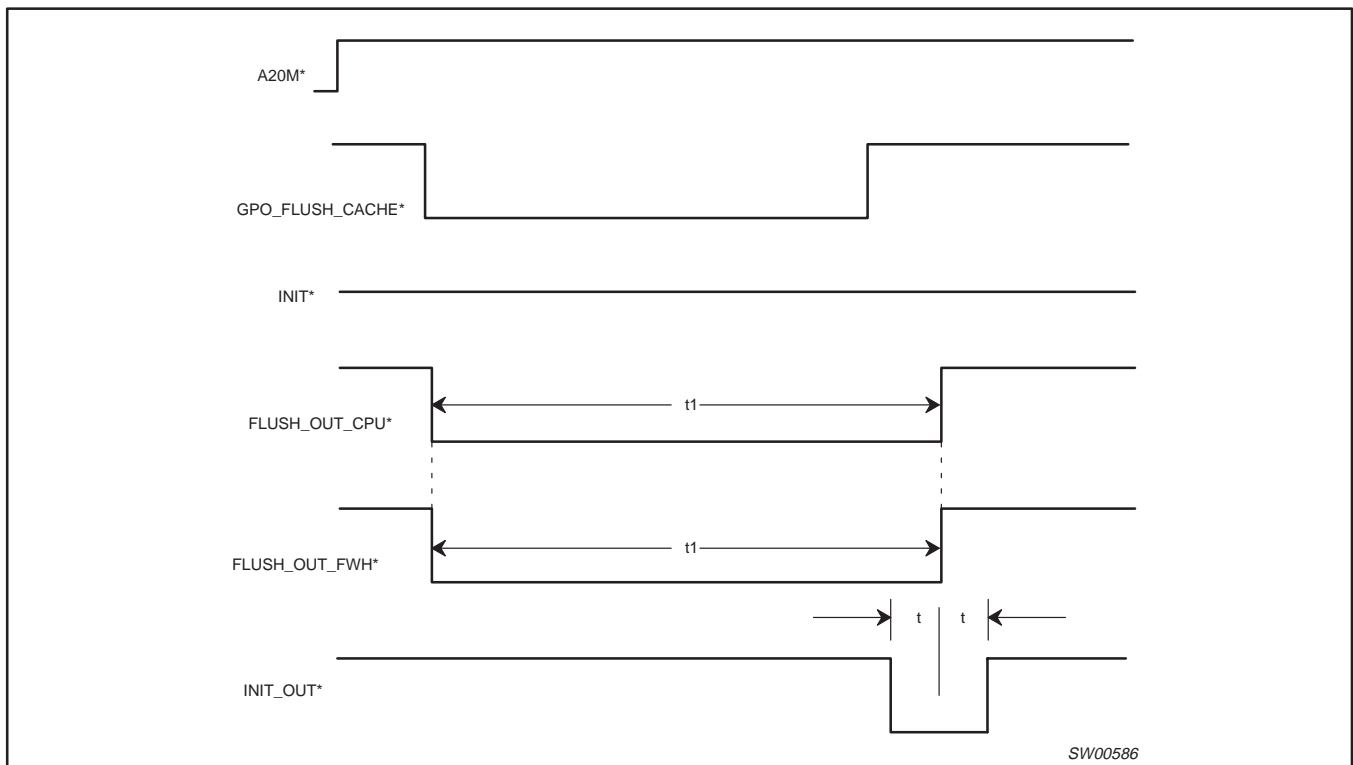 A20M*
GPO_FLUSH_CACHE*
INIT*
t1
FLUSH_OUT_CPU*
t1
FLUSH_OUT_FWH*
t t
INIT_OUT*
SW00586